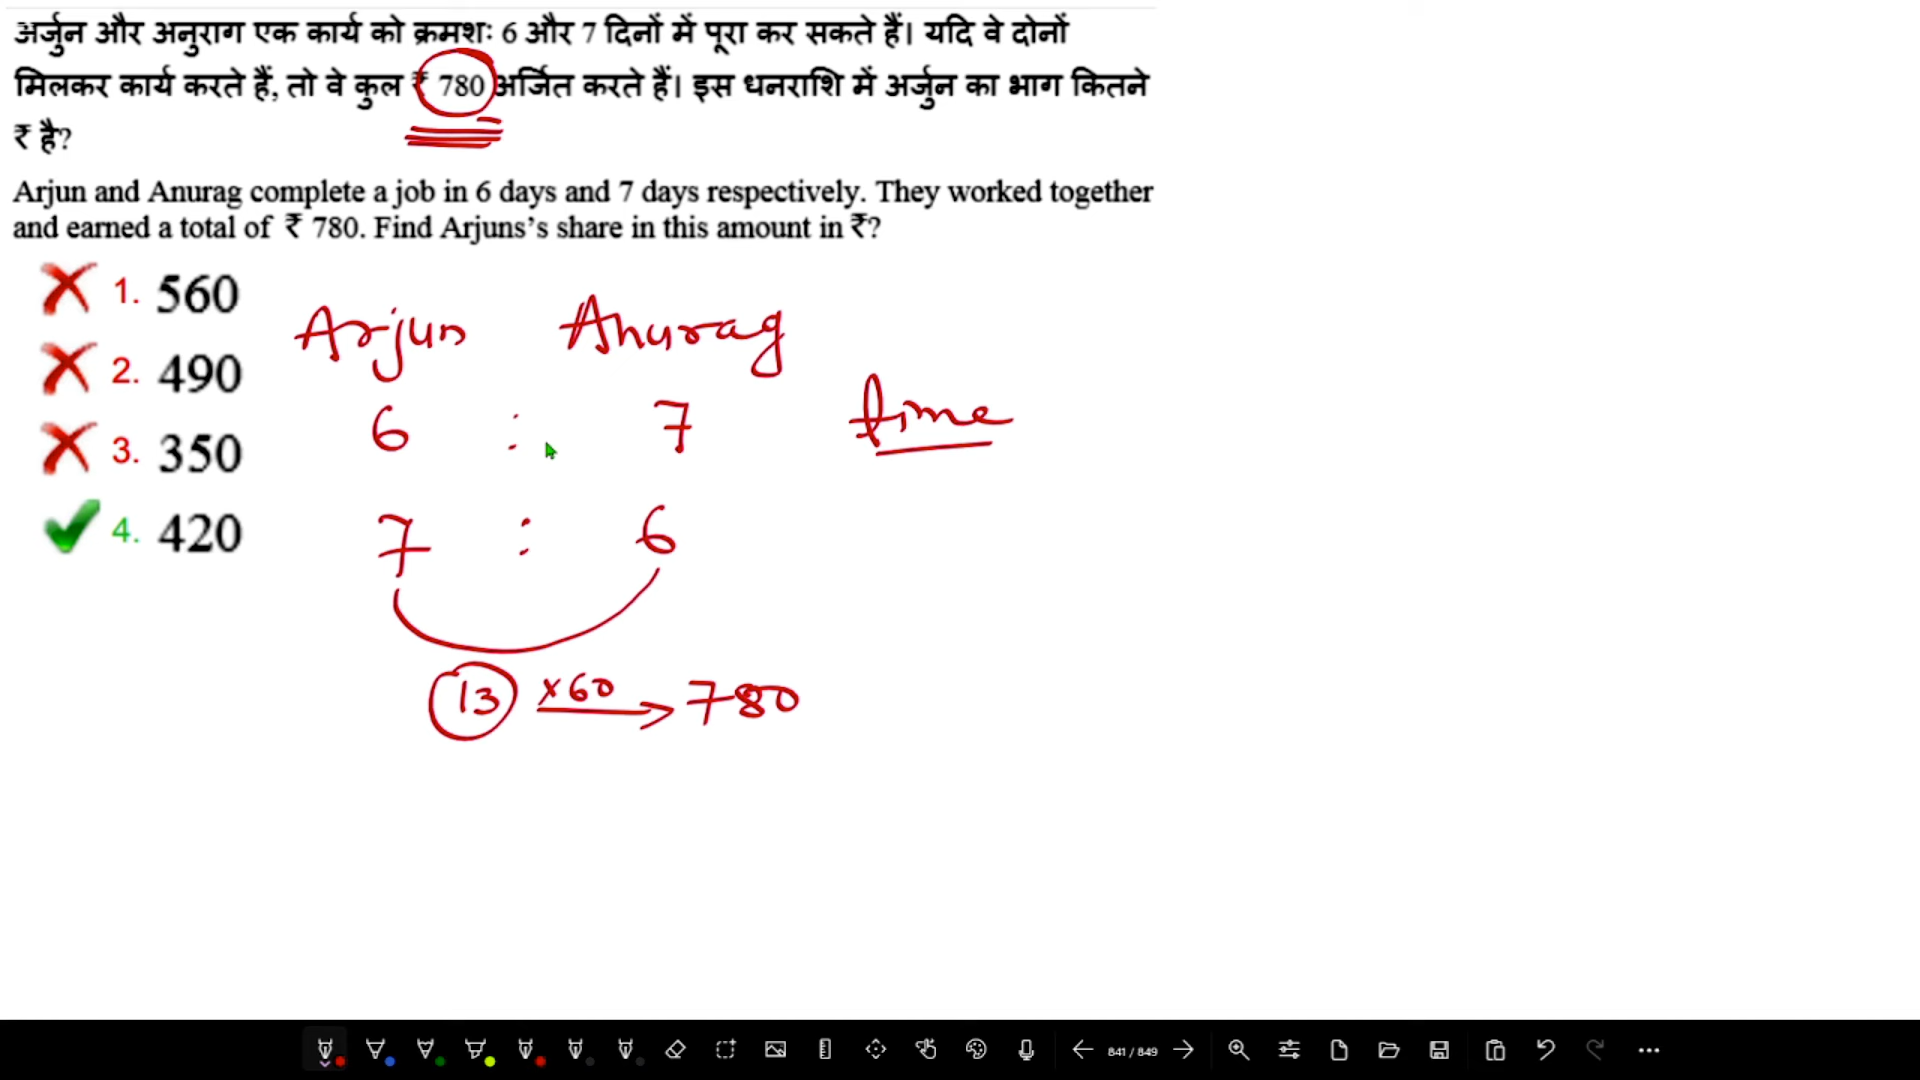 अर्जुन और अनुराग एक कार्य को क्रमशः 6 और 7 दिनों में पूरा कर सकते हैं। यदि वे दोनों
मिलकर कार्य करते हैं, तो वे कुल ₹ 780 अर्जित करते हैं। इस धनराशि में अर्जुन का भाग कितने
₹ है?
Arjun and Anurag complete a job in 6 days and 7 days respectively. They worked together
and earned a total of ₹ 780. Find Arjuns’s share in this amount in ₹?
1. 560
2. 490
3. 350
4. 420
Arjun Anurag
6 : 7 time
7 : 6
13 ×60 → 780
841 / 849